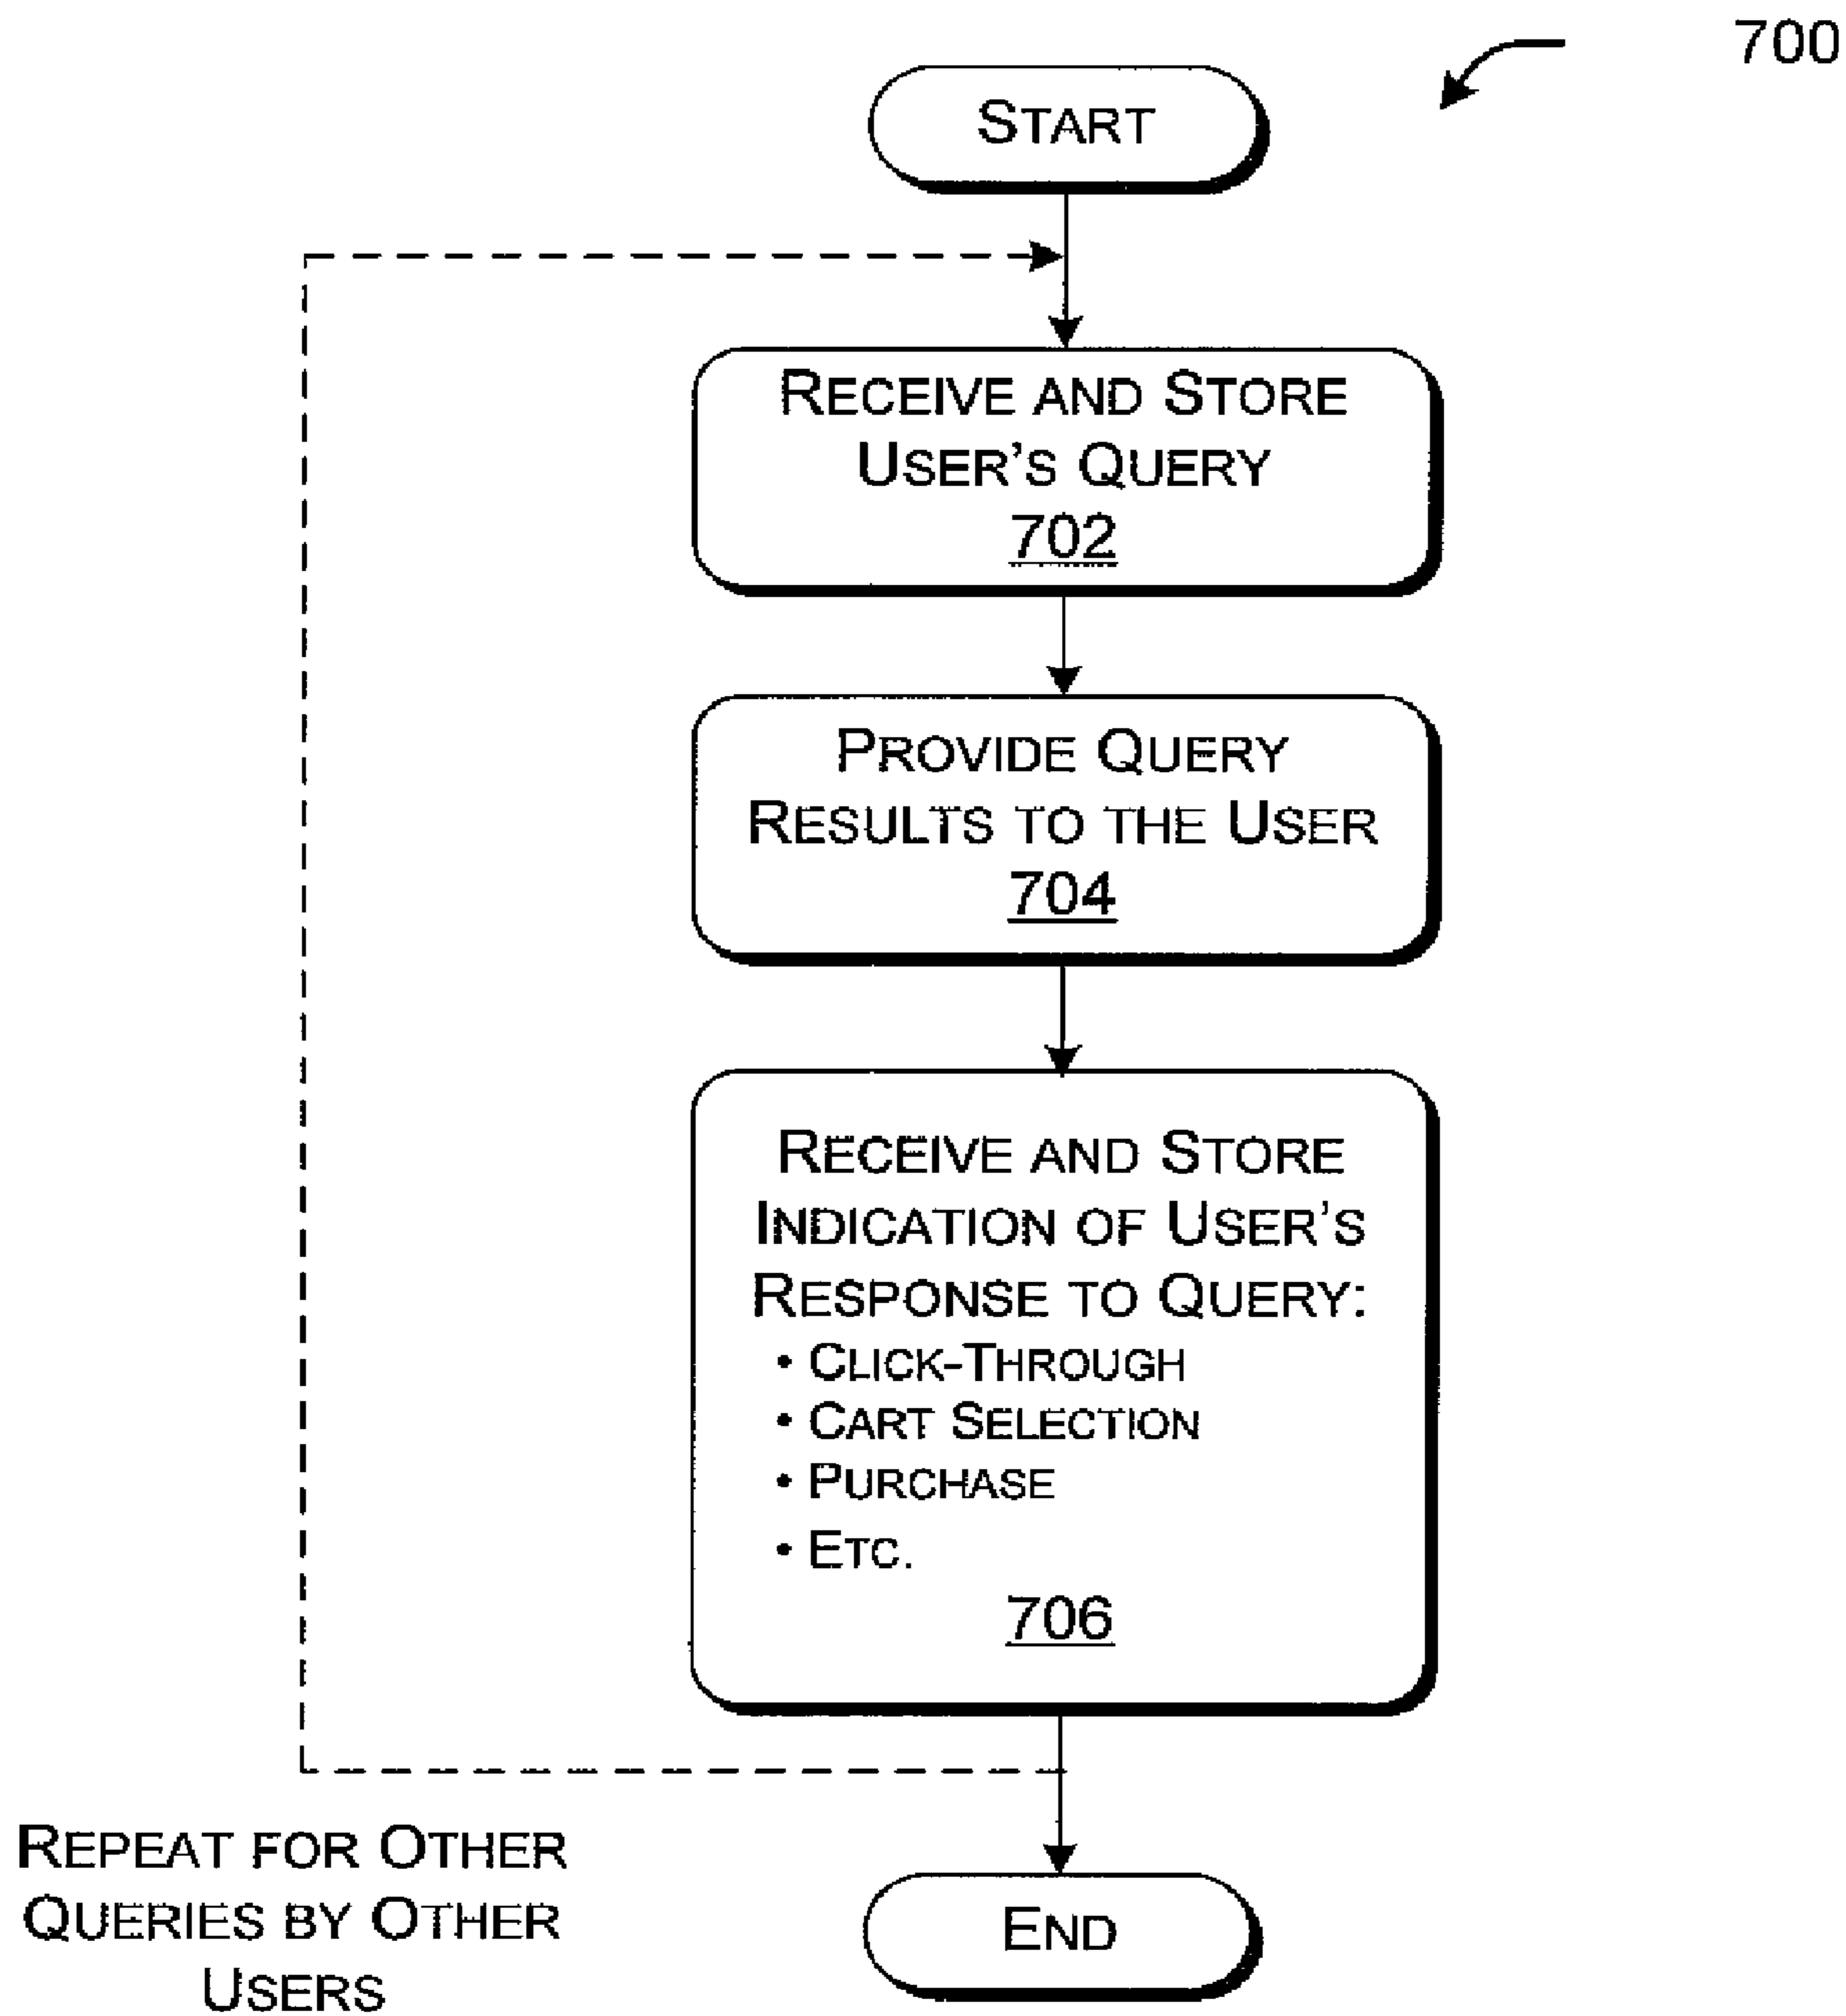 700
START
RECEIVE AND STORE
USER'S QUERY
702
PROVIDE QUERY
RESULTS TO THE USER
704
RECEIVE AND STORE
INDICATION OF USER'S
RESPONSE TO QUERY:
• CLICK-THROUGH
• CART SELECTION
• PURCHASE
• ETC.
706
REPEAT FOR OTHER
QUERIES BY OTHER
USERS
END